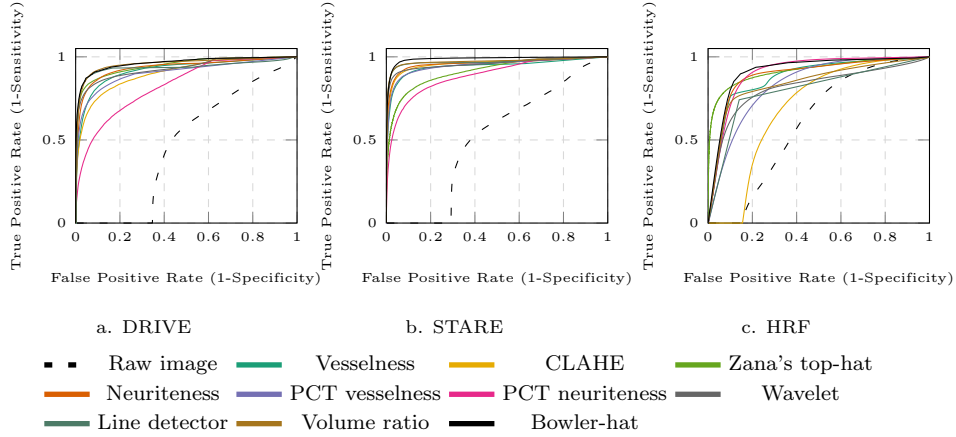 1
0.5
0
0 0.2 0.4 0.6 0.8 1
True Positive Rate (1-Sensitivity)
False Positive Rate (1-Specificity)
a. DRIVE
1
0.5
0
0 0.2 0.4 0.6 0.8 1
True Positive Rate (1-Sensitivity)
False Positive Rate (1-Specificity)
b. STARE
1
0.5
0
0 0.2 0.4 0.6 0.8 1
True Positive Rate (1-Sensitivity)
False Positive Rate (1-Specificity)
c. HRF
Raw image Vesselness CLAHE Zana's top-hat
Neuriteness PCT vesselness PCT neuriteness Wavelet
Line detector Volume ratio Bowler-hat